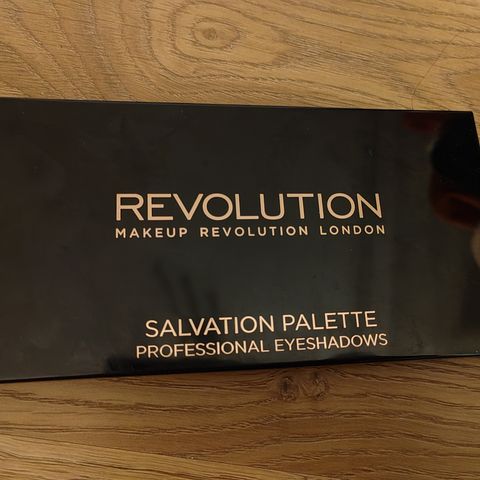 REVOLUTION
MAKEUP REVOLUTION LONDON
SALVATION PALETTE
PROFESSIONAL EYESHADOWS